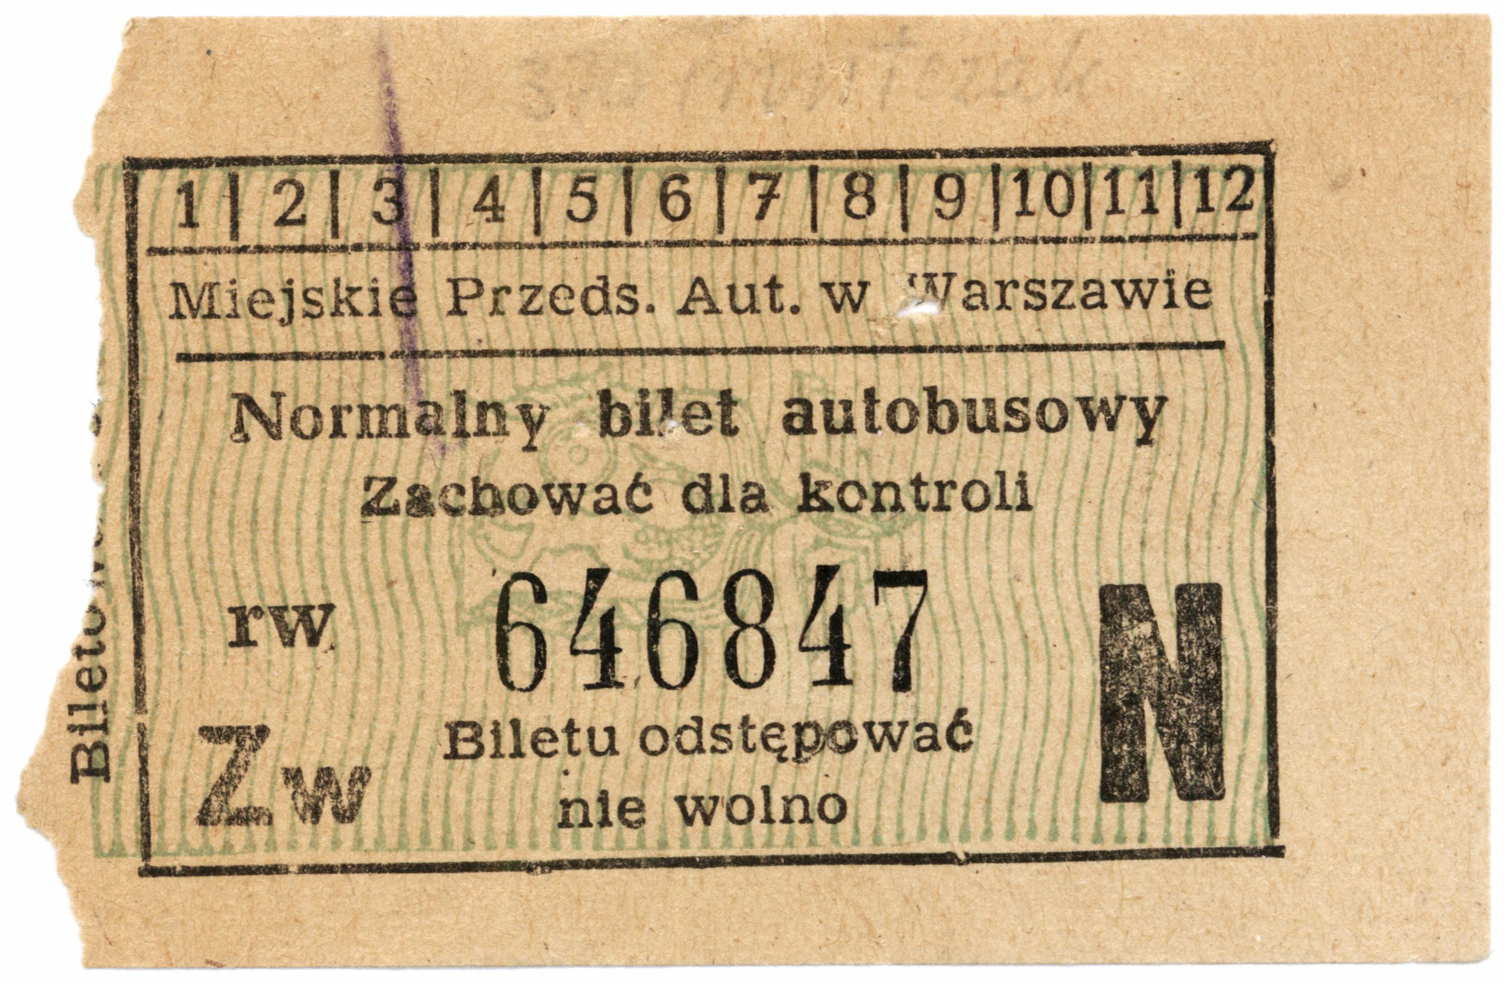 1 | 2 | 3 | 4 | 5 | 6 | 7 | 8 | 9 | 10 | 11 | 12
Miejskie Przeds. Aut. w Warszawie
Normalny bilet autobusowy
Zachować dla kontroli
rw 646847
N
Zw
Biletu odstępować
nie wolno